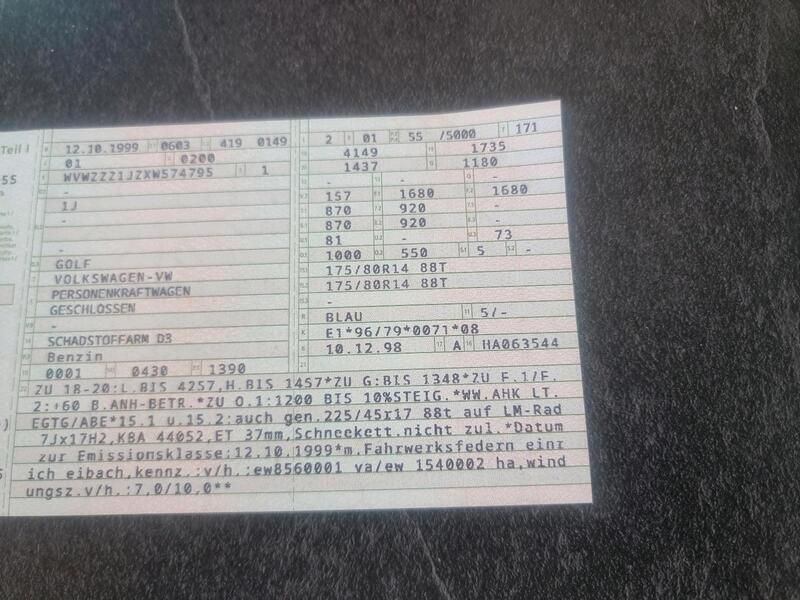 Teil I
12.10.1999 0603 419 0149
01 0200
WVWZZZ1JZXW574795 1
-
1J
-
-
GOLF
VOLKSWAGEN-VW
PERSONENKRAFTWAGEN
GESCHLOSSEN
-
SCHADSTOFFARM D3
Benzin
0001 0430 1390
2 01 55 /5000 171
4149 1735
1437 1180
- - -
157 1680 1680
870 920 -
870 920 -
81 - 73
1000 550 5 -
175/80R14 88T
175/80R14 88T
-
BLAU 5/-
E1*96/79*0071*08
10.12.98 A HA063544
ZU 18-20:L.BIS 4257,H.BIS 1457*ZU G:BIS 1348*ZU F.1/F.
2:+60 B.ANH-BETR.*ZU O.1:1200 BIS 10%STEIG.*WW.AHK LT.
EGTG/ABE*15.1 u.15.2:auch gen.225/45r17 88t auf LM-Rad
7Jx17H2,KBA 44052,ET 37mm,Schneekett.nicht zul.*Datum
zur Emissionsklasse:12.10.1999*m.Fahrwerksfedern einr
ich eibach,kennz.:v/h.:ew8560001 va/ew 1540002 ha,wind
ungsz.v/h.:7,0/10,0**